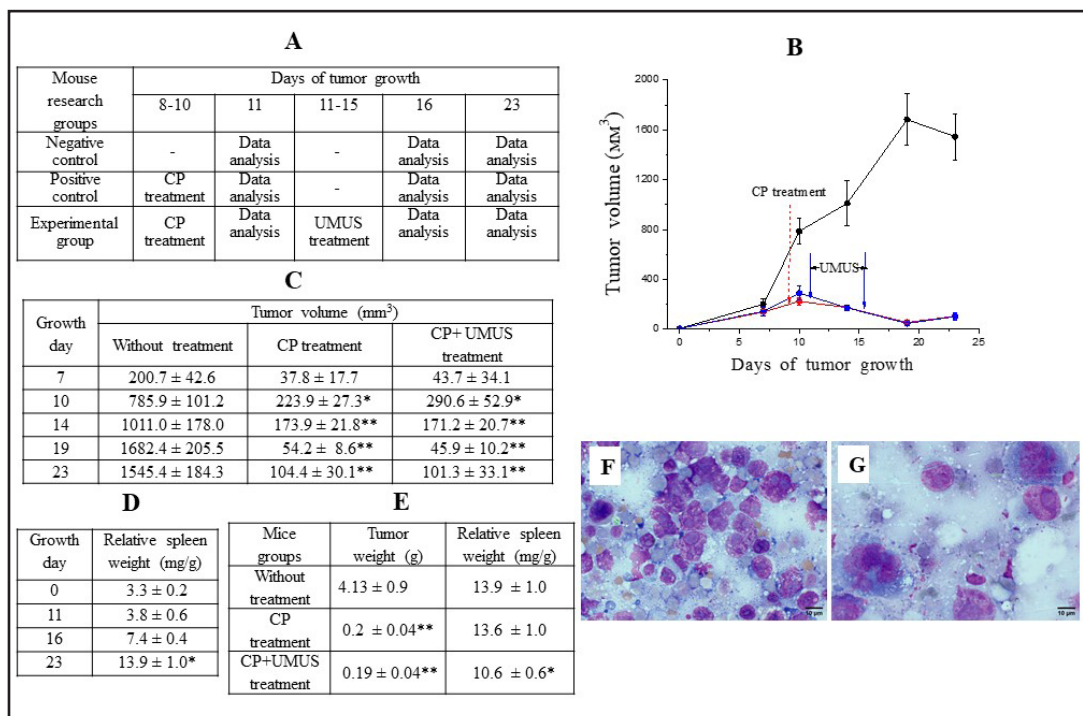 A
Mouse research groups
Days of tumor growth
8-10 11 11-15 16 23
Negative control - Data analysis - Data analysis Data analysis
Positive control CP treatment Data analysis - Data analysis Data analysis
Experimental group CP treatment Data analysis UMUS treatment Data analysis Data analysis
B
Tumor volume (мм³)
2000
1600
1200
800
400
0
CP treatment
UMUS
0 5 10 15 20 25
Days of tumor growth
C
Growth day
Tumor volume (mm³)
Without treatment CP treatment CP+ UMUS treatment
7 200.7 ± 42.6 37.8 ± 17.7 43.7 ± 34.1
10 785.9 ± 101.2 223.9 ± 27.3* 290.6 ± 52.9*
14 1011.0 ± 178.0 173.9 ± 21.8** 171.2 ± 20.7**
19 1682.4 ± 205.5 54.2 ± 8.6** 45.9 ± 10.2**
23 1545.4 ± 184.3 104.4 ± 30.1** 101.3 ± 33.1**
D
Growth day Relative spleen weight (mg/g)
0 3.3 ± 0.2
11 3.8 ± 0.6
16 7.4 ± 0.4
23 13.9 ± 1.0*
E
Mice groups Tumor weight (g) Relative spleen weight (mg/g)
Without treatment 4.13 ± 0.9 13.9 ± 1.0
CP treatment 0.2 ± 0.04** 13.6 ± 1.0
CP+UMUS treatment 0.19 ± 0.04** 10.6 ± 0.6*
F
10 µm
G
10 µm